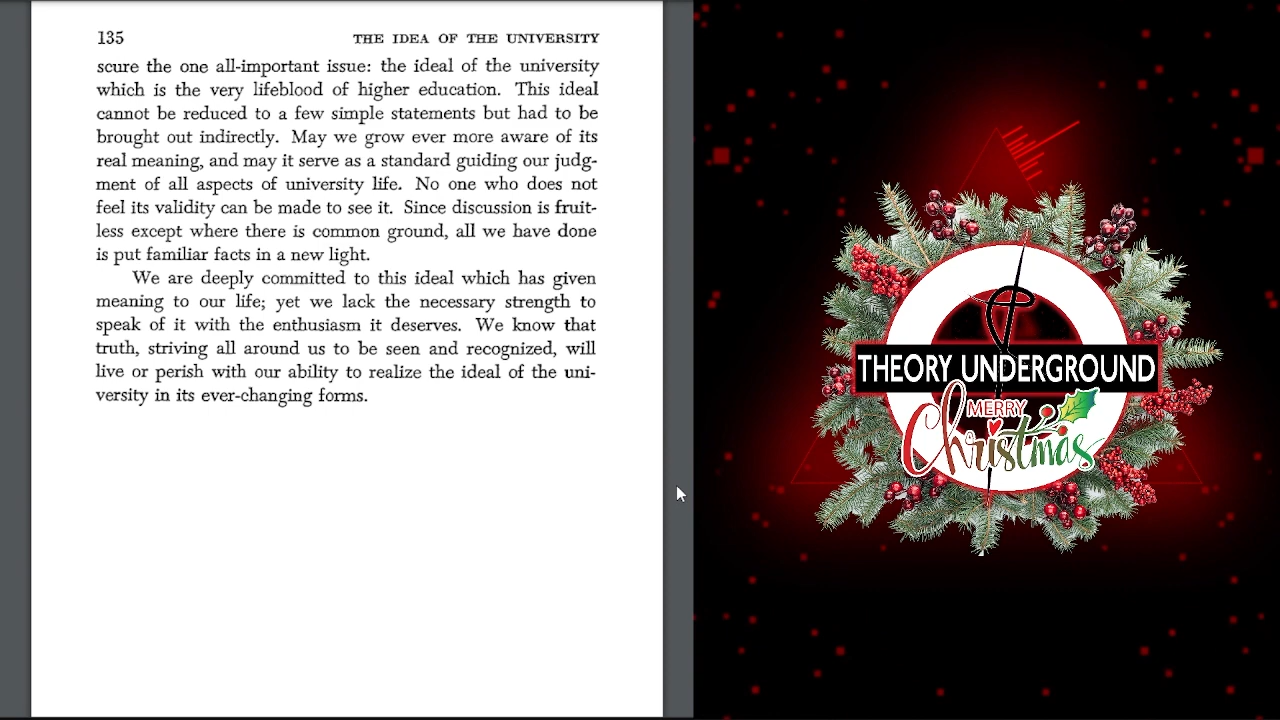 135 THE IDEA OF THE UNIVERSITY
scure the one all-important issue: the ideal of the university
which is the very lifeblood of higher education. This ideal
cannot be reduced to a few simple statements but had to be
brought out indirectly. May we grow ever more aware of its
real meaning, and may it serve as a standard guiding our judg-
ment of all aspects of university life. No one who does not
feel its validity can be made to see it. Since discussion is fruit-
less except where there is common ground, all we have done
is put familiar facts in a new light.
We are deeply committed to this ideal which has given
meaning to our life; yet we lack the necessary strength to
speak of it with the enthusiasm it deserves. We know that
truth, striving all around us to be seen and recognized, will
live or perish with our ability to realize the ideal of the uni-
versity in its ever-changing forms.
THEORY UNDERGROUND
MERRY
Christmas